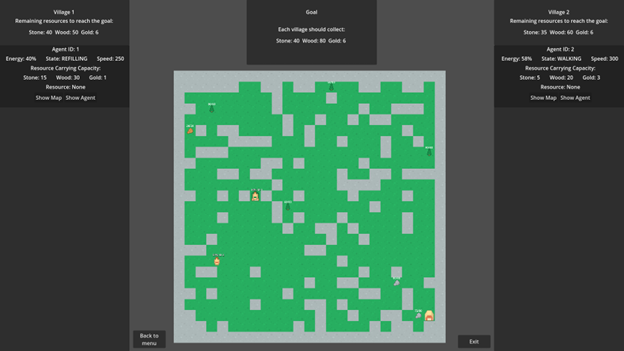 Village 1
Remaining resources to reach the goal:
Stone: 40 Wood: 50 Gold: 6
Agent ID: 1
Energy: 40% State: REFILLING Speed: 250
Resource Carrying Capacity:
Stone: 15 Wood: 30 Gold: 1
Resource: None
Show Map Show Agent
Goal
Each village should collect:
Stone: 40 Wood: 80 Gold: 6
Village 2
Remaining resources to reach the goal:
Stone: 35 Wood: 60 Gold: 6
Agent ID: 2
Energy: 58% State: WALKING Speed: 300
Resource Carrying Capacity:
Stone: 5 Wood: 20 Gold: 3
Resource: None
Show Map Show Agent
Back to
menu
Exit